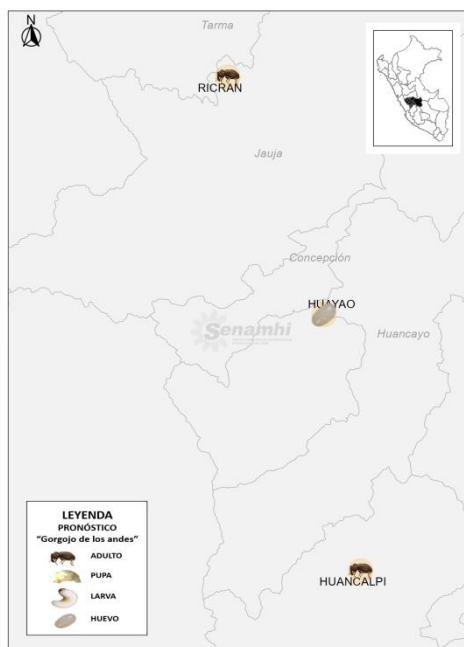 N
Tarma
RICRAN
Jauja
Concepción
HUAYAO
Senamhi
Huancayo
LEYENDA
PRONÓSTICO
“Gorgojo de los andes”
ADULTO
PUPA
LARVA
HUEVO
HUANCALPI